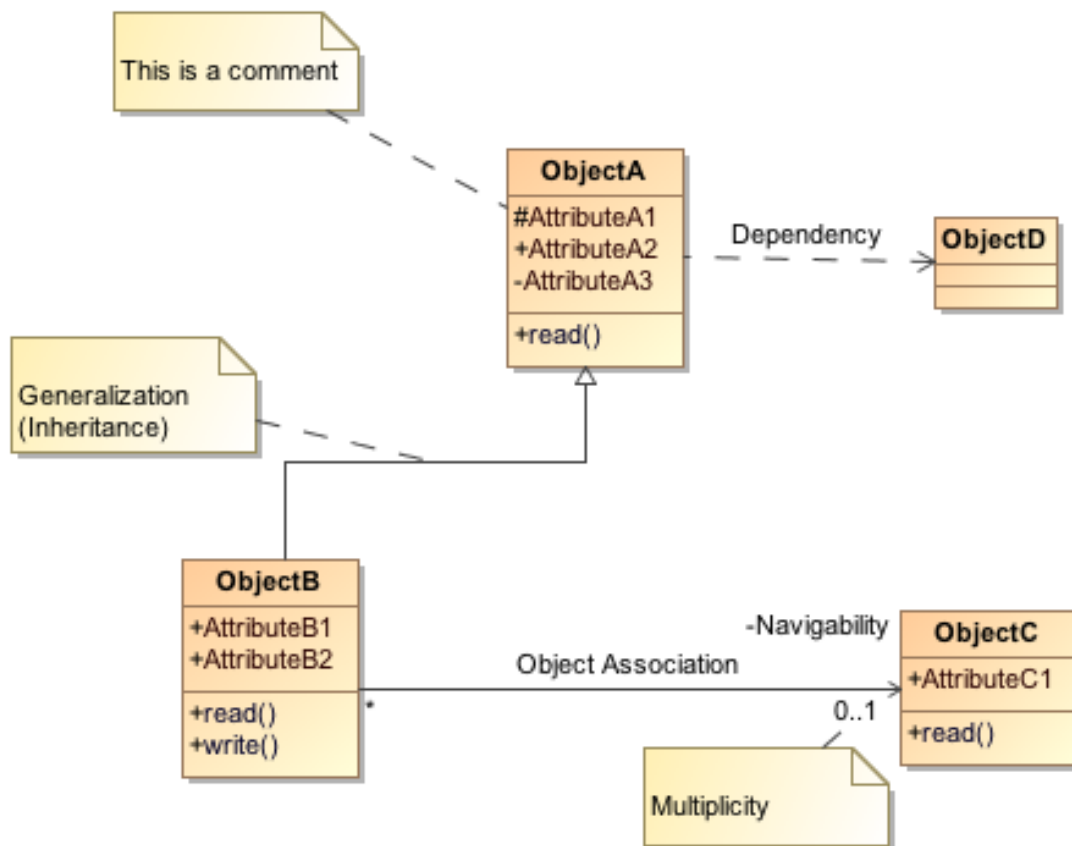 This is a comment
ObjectA
#AttributeA1
+AttributeA2
-AttributeA3
+read()
Dependency
ObjectD
Generalization
(Inheritance)
ObjectB
+AttributeB1
+AttributeB2
+read()
+write()
Object Association
*
-Navigability
0..1
ObjectC
+AttributeC1
+read()
Multiplicity